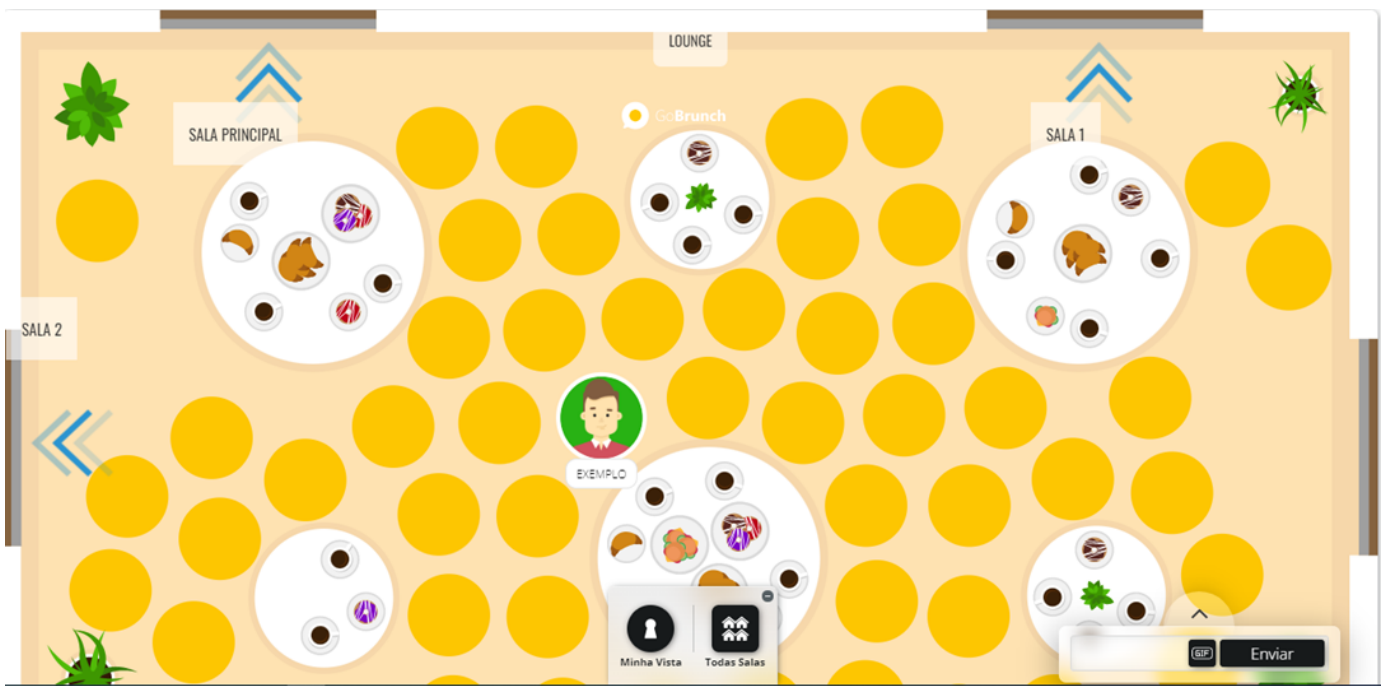 LOUNGE
GoBrunch
SALA PRINCIPAL
SALA 1
SALA 2
EXEMPLO
Minha Vista
Todas Salas
GIF
Enviar